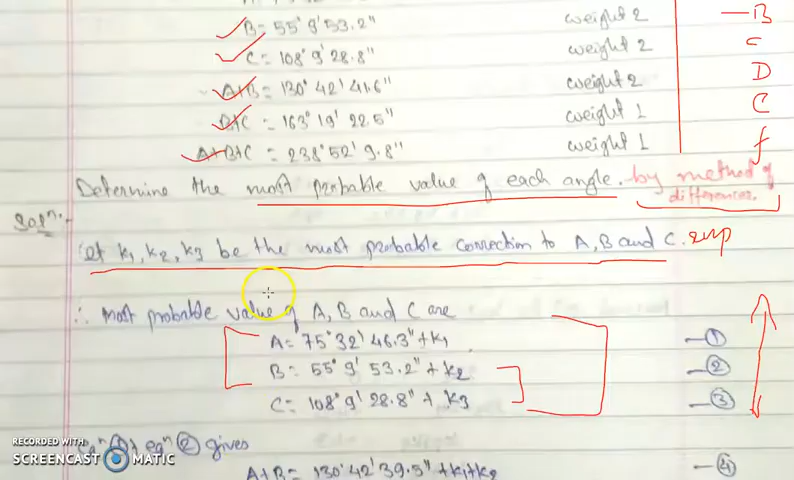 B = 55° 9' 53.2" weight 2 — B
C = 108° 9' 28.8" weight 2 C
A+B = 130° 42' 41.6" weight 2 D
B+C = 163° 19' 22.5" weight 1 C
A+B+C = 238° 52' 9.8" weight 1 f
Determine the most probable value of each angle. by method of
differences.
Solⁿ:-
let k1, k2, k3 be the most probable correction to A, B and C. resp
∴ most probable value of A, B and C are
A = 75° 32' 46.3" + k1 — ①
B = 55° 9' 53.2" + k2 — ②
C = 108° 9' 28.8" + k3 — ③
eqⁿ ① + eqⁿ ② gives
A+B = 130° 42' 39.5" + k1+k2 — ④
RECORDED WITH
SCREENCAST MATIC